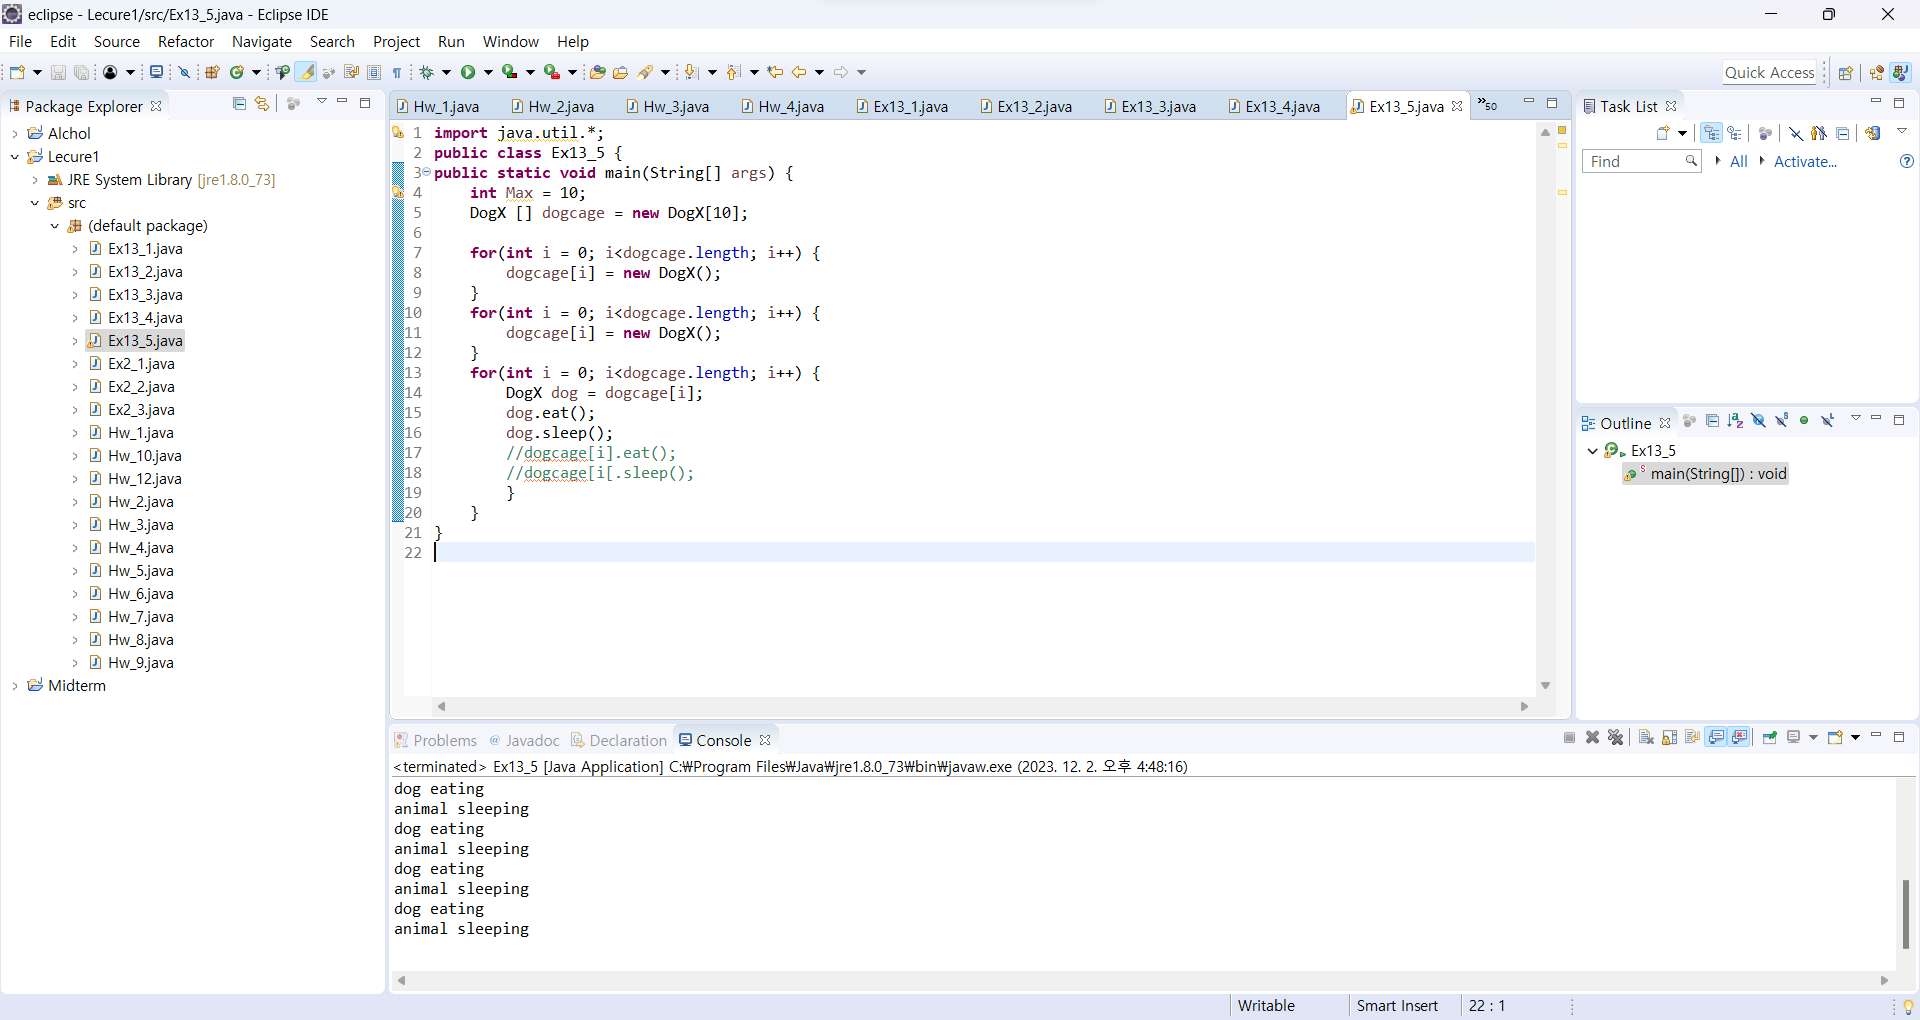 eclipse - Lecure1/src/Ex13_5.java - Eclipse IDE
File Edit Source Refactor Navigate Search Project Run Window Help
Quick Access
Package Explorer
Alchol
Lecure1
JRE System Library [jre1.8.0_73]
src
(default package)
Ex13_1.java
Ex13_2.java
Ex13_3.java
Ex13_4.java
Ex13_5.java
Ex2_1.java
Ex2_2.java
Ex2_3.java
Hw_1.java
Hw_10.java
Hw_12.java
Hw_2.java
Hw_3.java
Hw_4.java
Hw_5.java
Hw_6.java
Hw_7.java
Hw_8.java
Hw_9.java
Midterm
Hw_1.java Hw_2.java Hw_3.java Hw_4.java Ex13_1.java Ex13_2.java Ex13_3.java Ex13_4.java Ex13_5.java »50
1 import java.util.*;
2 public class Ex13_5 {
3 public static void main(String[] args) {
4 int Max = 10;
5 DogX [] dogcage = new DogX[10];
6
7 for(int i = 0; i<dogcage.length; i++) {
8 dogcage[i] = new DogX();
9 }
10 for(int i = 0; i<dogcage.length; i++) {
11 dogcage[i] = new DogX();
12 }
13 for(int i = 0; i<dogcage.length; i++) {
14 DogX dog = dogcage[i];
15 dog.eat();
16 dog.sleep();
17 //dogcage[i].eat();
18 //dogcage[i[.sleep();
19 }
20 }
21 }
22
Task List
Find All Activate...
Outline
Ex13_5
main(String[]) : void
Problems @ Javadoc Declaration Console
<terminated> Ex13_5 [Java Application] C:₩Program Files₩Java₩jre1.8.0_73₩bin₩javaw.exe (2023. 12. 2. 오후 4:48:16)
dog eating
animal sleeping
dog eating
animal sleeping
dog eating
animal sleeping
dog eating
animal sleeping
Writable Smart Insert 22 : 1